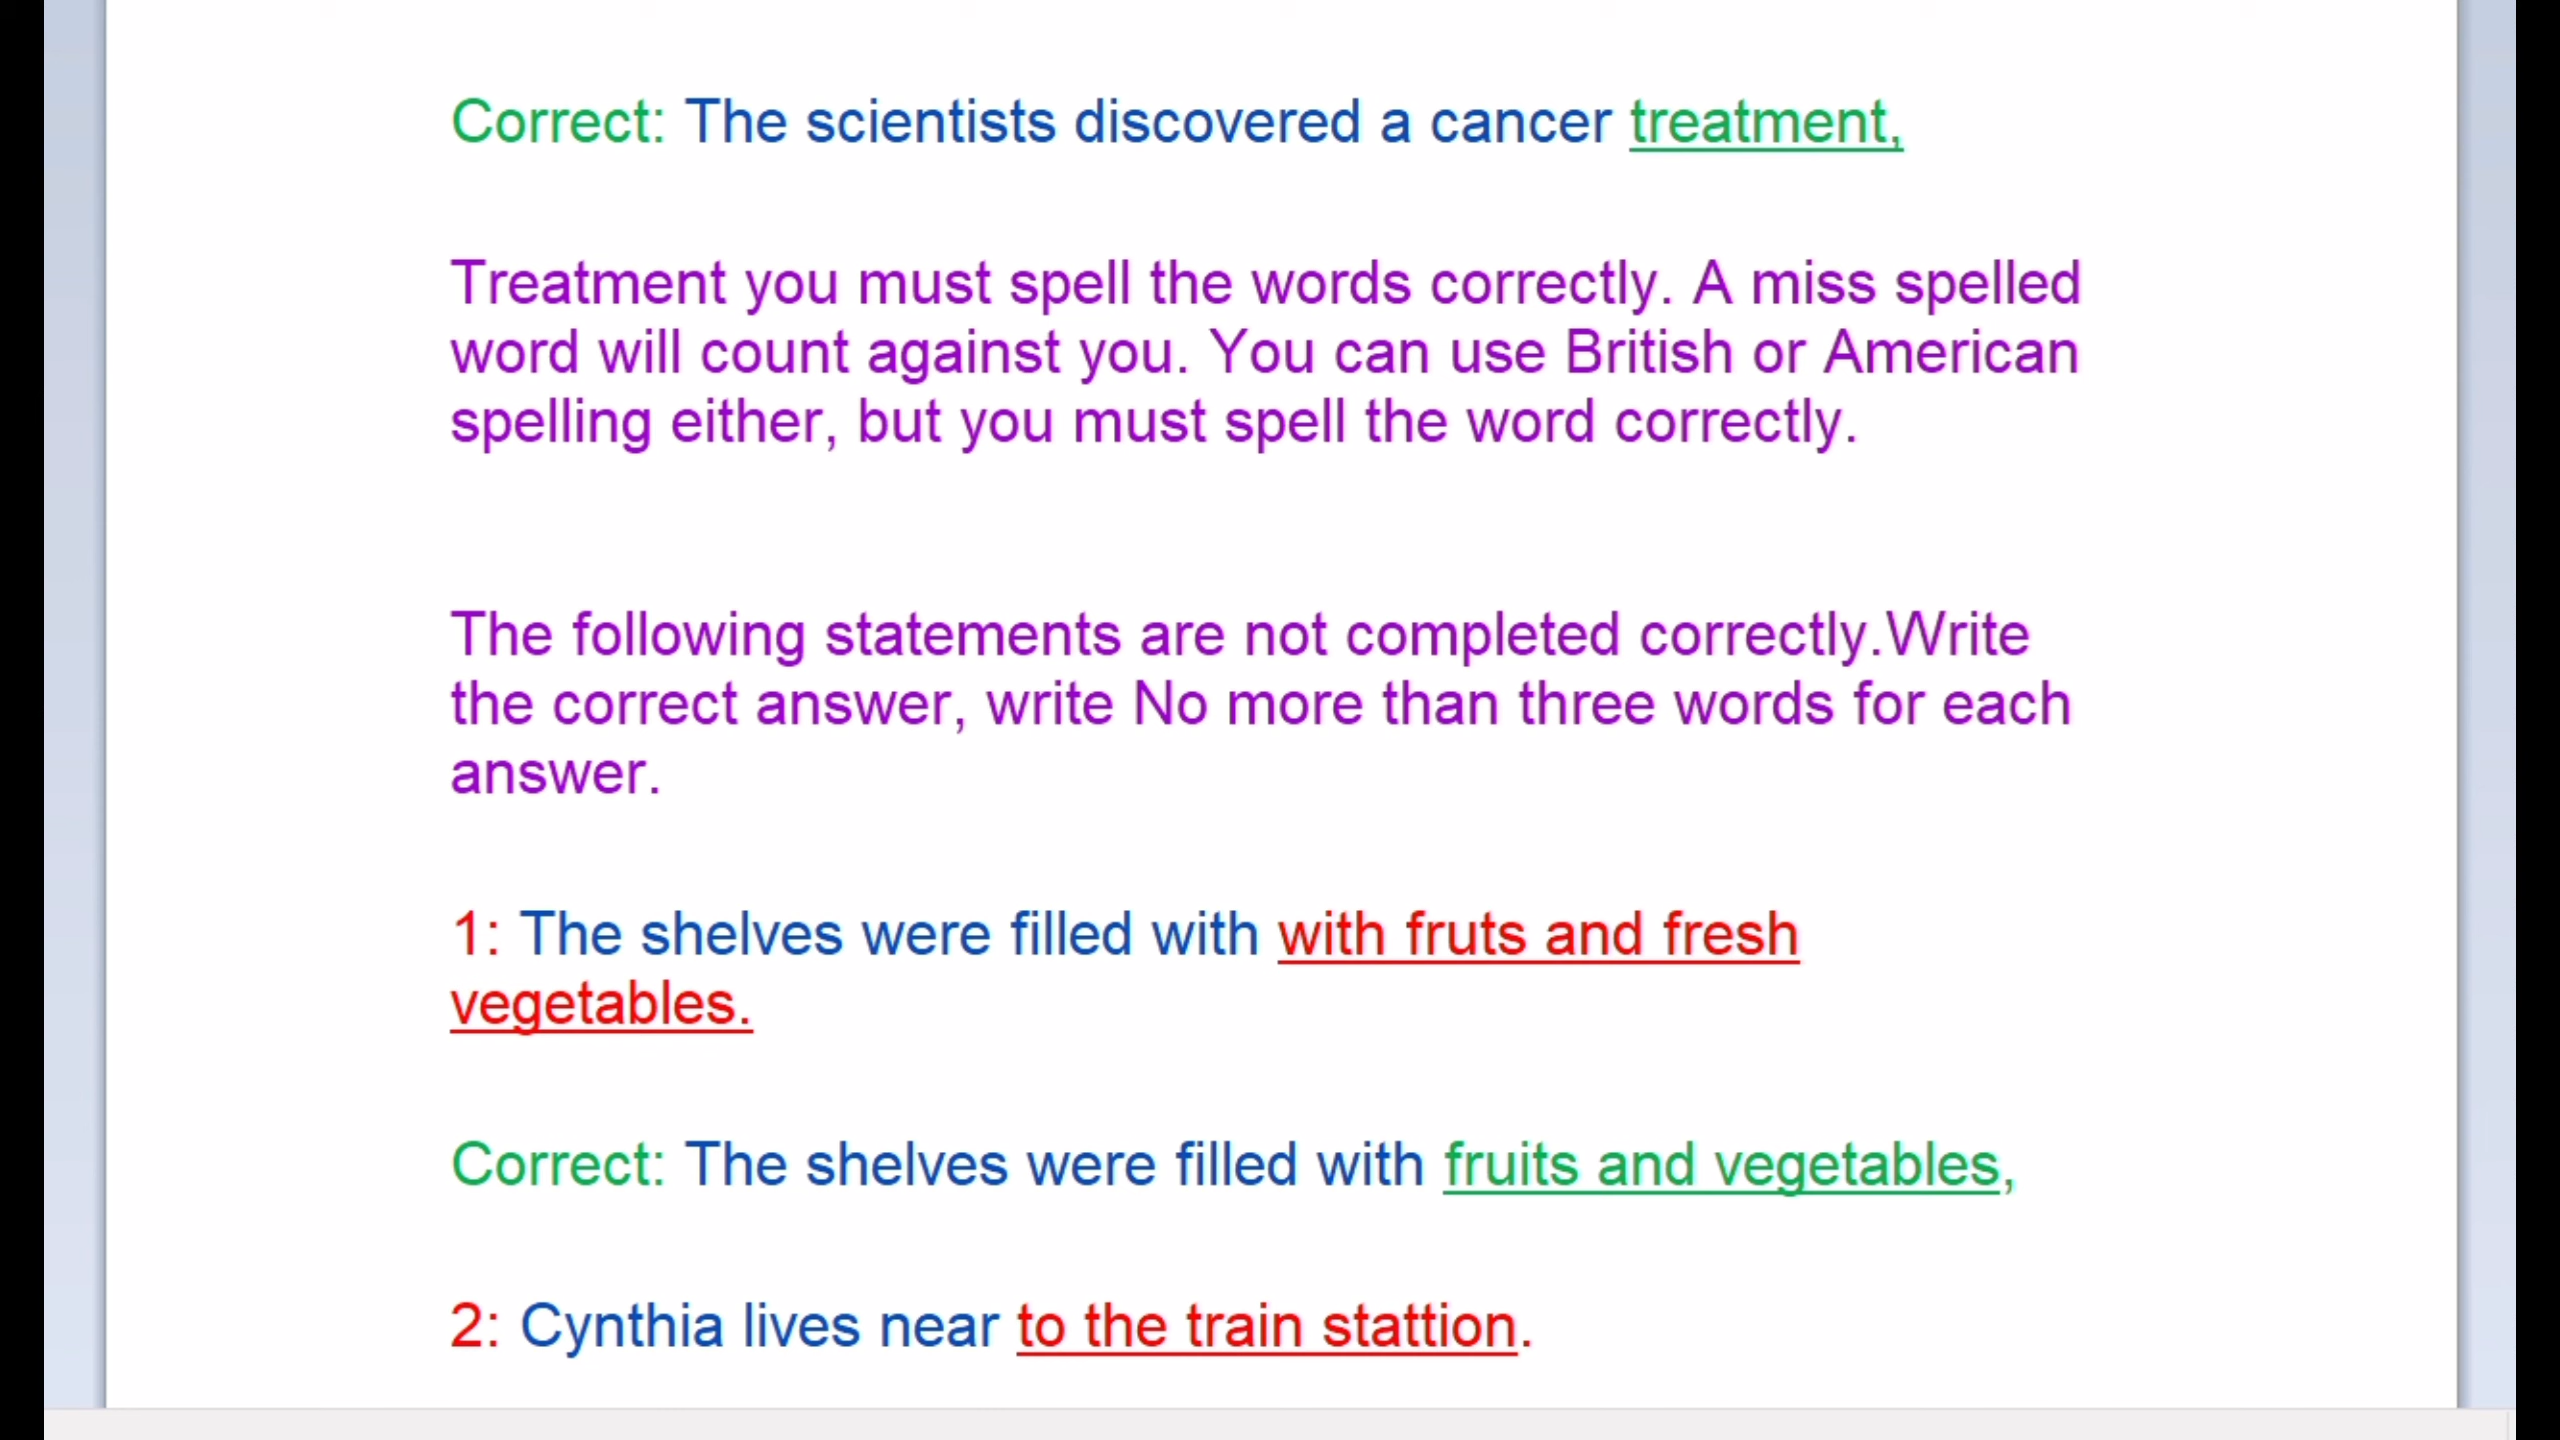 Correct: The scientists discovered a cancer treatment,
Treatment you must spell the words correctly. A miss spelled
word will count against you. You can use British or American
spelling either, but you must spell the word correctly.
The following statements are not completed correctly.Write
the correct answer, write No more than three words for each
answer.
1: The shelves were filled with with fruts and fresh
vegetables.
Correct: The shelves were filled with fruits and vegetables,
2: Cynthia lives near to the train stattion.